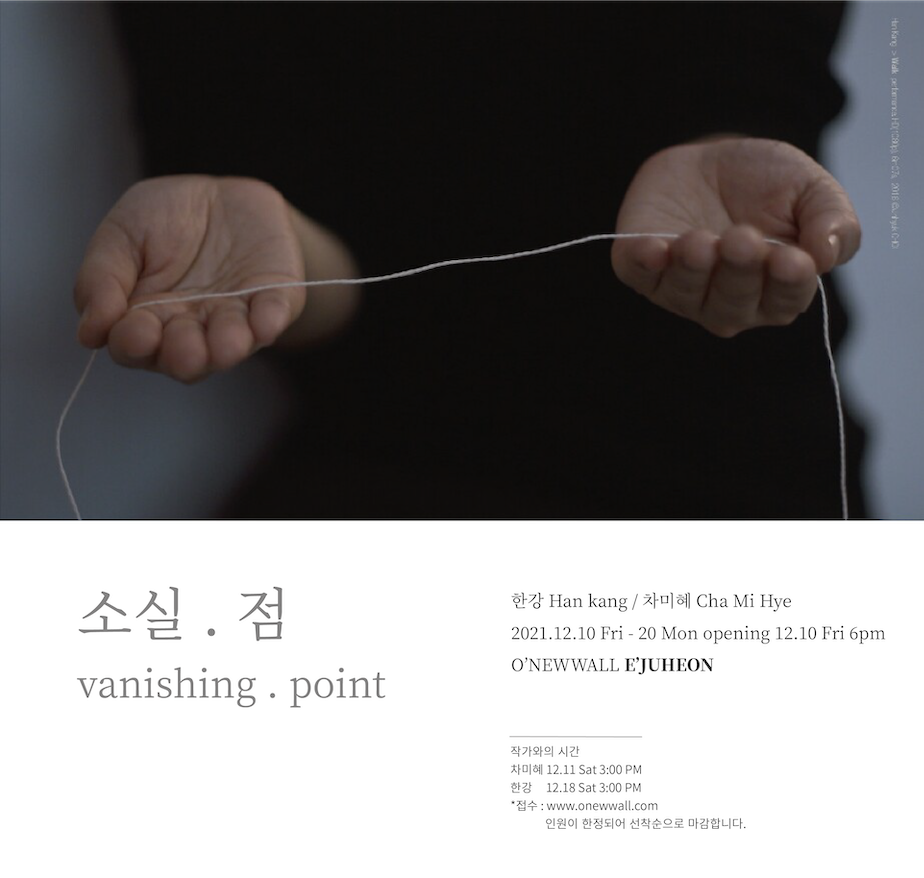 Han Kang
소실 . 점
vanishing . point
한강 Han kang / 차미혜 Cha Mi Hye
2021.12.10 Fri - 20 Mon opening 12.10 Fri 6pm
O’NEWWALL E’JUHEON
작가와의 시간
차미혜 12.11 Sat 3:00 PM
한강 12.18 Sat 3:00 PM
*접수 : www.onewwall.com
인원이 한정되어 선착순으로 마감합니다.